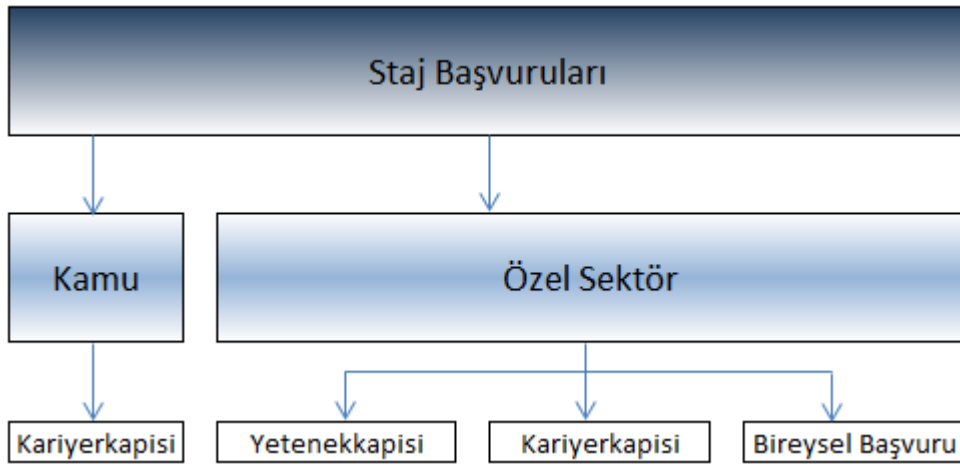 Staj Başvuruları
Kamu
Özel Sektör
Kariyerkapisi
Yetenekkapisi
Kariyerkapisi
Bireysel Başvuru